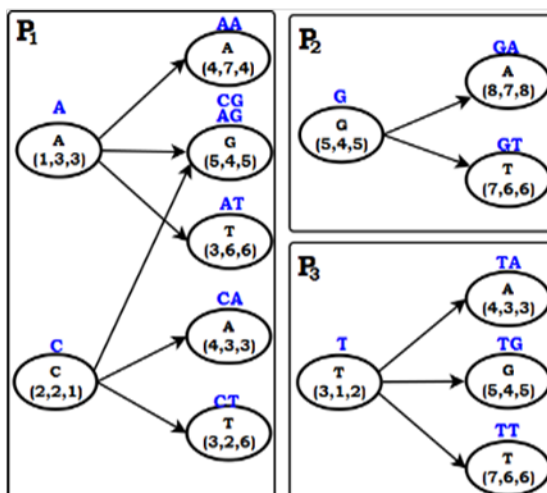 P1
AA
A
(4,7,4)
A
A
(1,3,3)
CG
AG
G
(5,4,5)
AT
T
(3,6,6)
C
C
(2,2,1)
CA
A
(4,3,3)
CT
T
(3,2,6)
P2
GA
A
(8,7,8)
G
G
(5,4,5)
GT
T
(7,6,6)
P3
TA
A
(4,3,3)
T
T
(3,1,2)
TG
G
(5,4,5)
TT
T
(7,6,6)